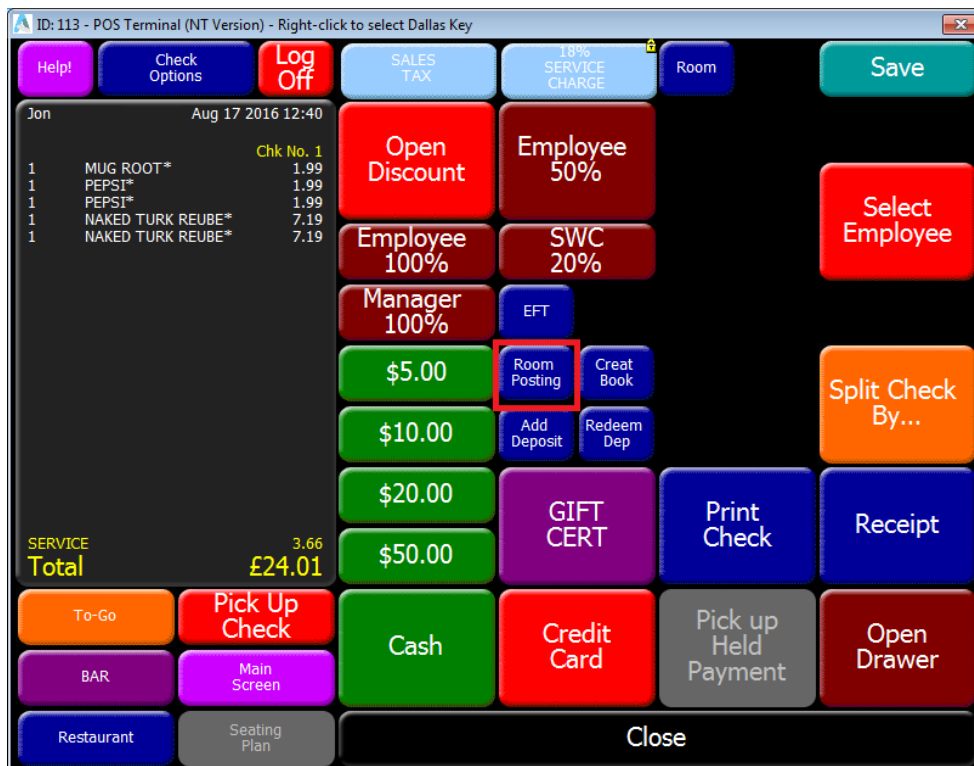 ID: 113 - POS Terminal (NT Version) - Right-click to select Dallas Key
Help!
Check
Options
Log
Off
SALES
TAX
18%
SERVICE
CHARGE
Room
Save
Jon Aug 17 2016 12:40
Chk No. 1
1 MUG ROOT* 1.99
1 PEPSI* 1.99
1 PEPSI* 1.99
1 NAKED TURK REUBE* 7.19
1 NAKED TURK REUBE* 7.19
SERVICE 3.66
Total £24.01
Open
Discount
Employee
50%
Select
Employee
Employee
100%
SWC
20%
Manager
100%
EFT
$5.00
Room
Posting
Creat
Book
Split Check
By...
$10.00
Add
Deposit
Redeem
Dep
$20.00
GIFT
CERT
Print
Check
Receipt
$50.00
To-Go
Pick Up
Check
Cash
Credit
Card
Pick up
Held
Payment
Open
Drawer
BAR
Main
Screen
Restaurant
Seating
Plan
Close